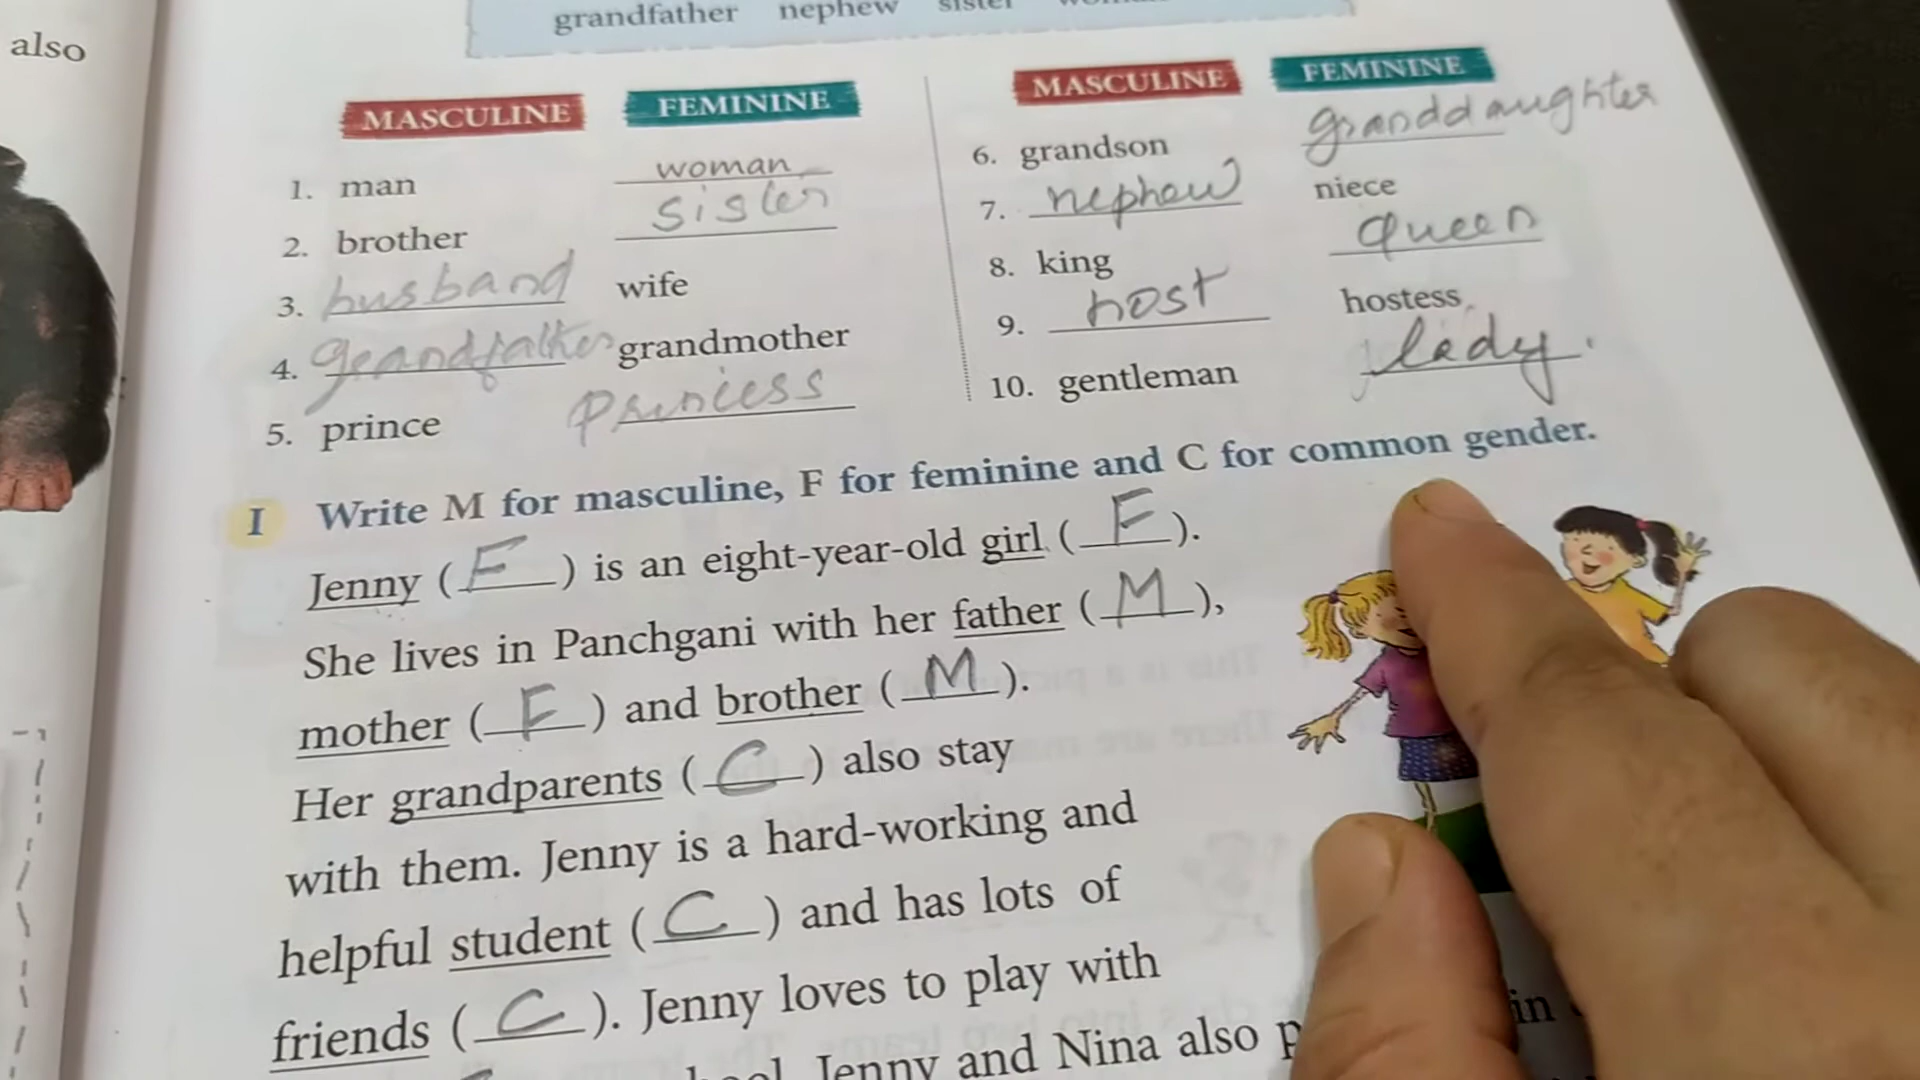 also
grandfather nephew sister
MASCULINE FEMININE
1. man woman
2. brother sister
3. husband wife
4. grandfather grandmother
5. prince princess
MASCULINE FEMININE
6. grandson granddaughter
7. nephew niece
8. king queen
9. host hostess
10. gentleman lady.
I Write M for masculine, F for feminine and C for common gender.
Jenny ( F ) is an eight-year-old girl ( F ).
She lives in Panchgani with her father ( M ),
mother ( F ) and brother ( M ).
Her grandparents ( C ) also stay
with them. Jenny is a hard-working and
helpful student ( C ) and has lots of
friends ( C ). Jenny loves to play with
Jenny and Nina also
in